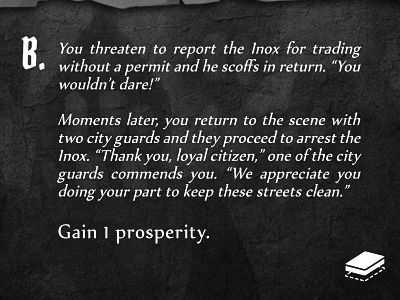 B. You threaten to report the Inox for trading
without a permit and he scoffs in return. “You
wouldn’t dare!”
Moments later, you return to the scene with
two city guards and they proceed to arrest the
Inox. “Thank you, loyal citizen,” one of the city
guards commends you. “We appreciate you
doing your part to keep these streets clean.”
Gain 1 prosperity.